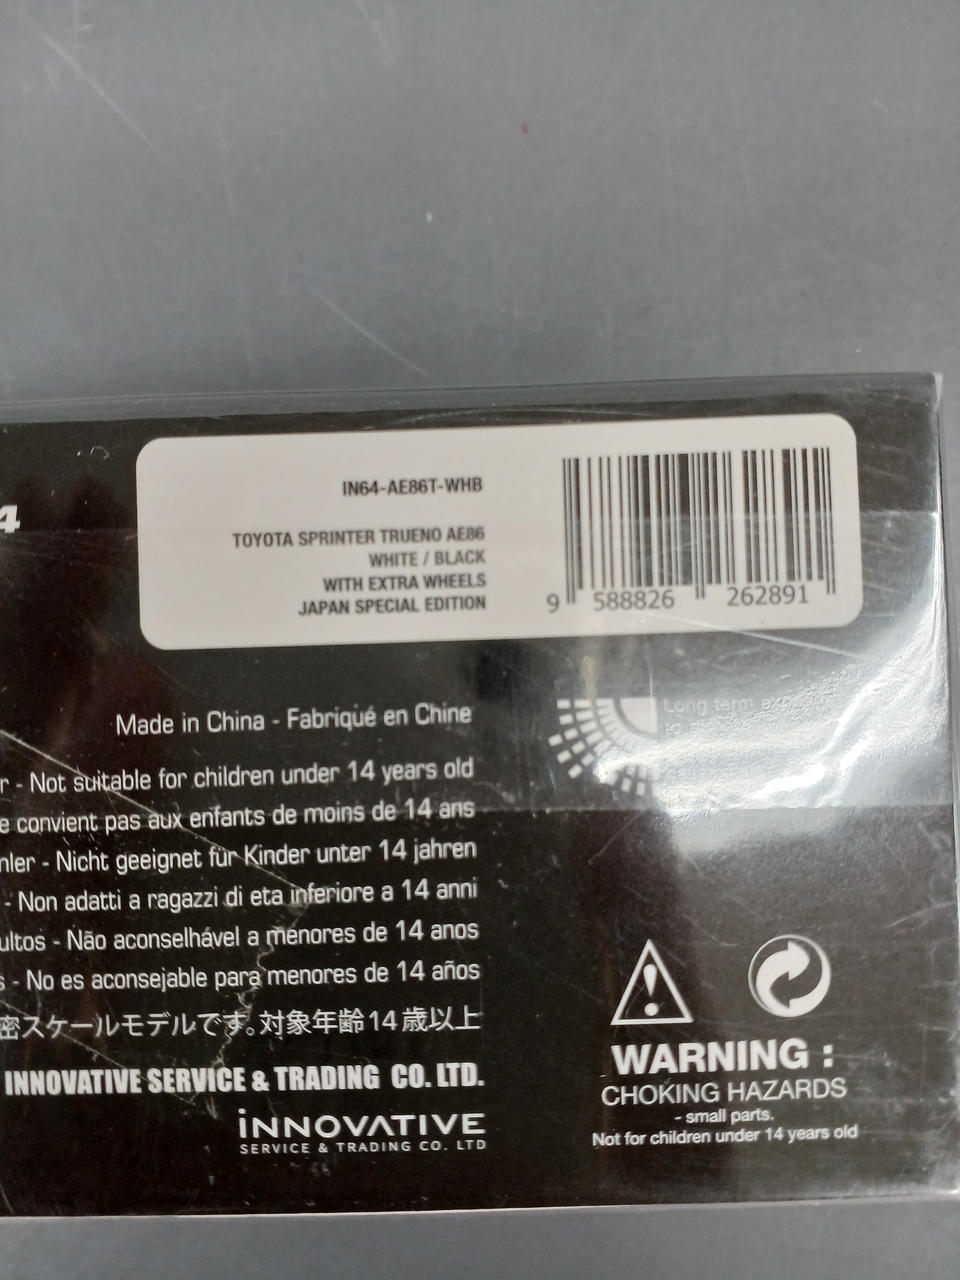 4
IN64-AE86T-WHB
TOYOTA SPRINTER TRUENO AE86
WHITE / BLACK
WITH EXTRA WHEELS
JAPAN SPECIAL EDITION
9 588826 262891
Made in China - Fabriqué en Chine
Long term
to
r - Not suitable for children under 14 years old
e convient pas aux enfants de moins de 14 ans
nler - Nicht geeignet für Kinder unter 14 jahren
- Non adatti a ragazzi di eta inferiore a 14 anni
ultos - Não aconselhável a menores de 14 anos
s - No es aconsejable para menores de 14 años
密スケールモデルです。対象年齢14歳以上
INNOVATIVE SERVICE & TRADING CO. LTD.
INNOVATIVE
SERVICE & TRADING CO. LTD
WARNING :
CHOKING HAZARDS
- small parts.
Not for children under 14 years old